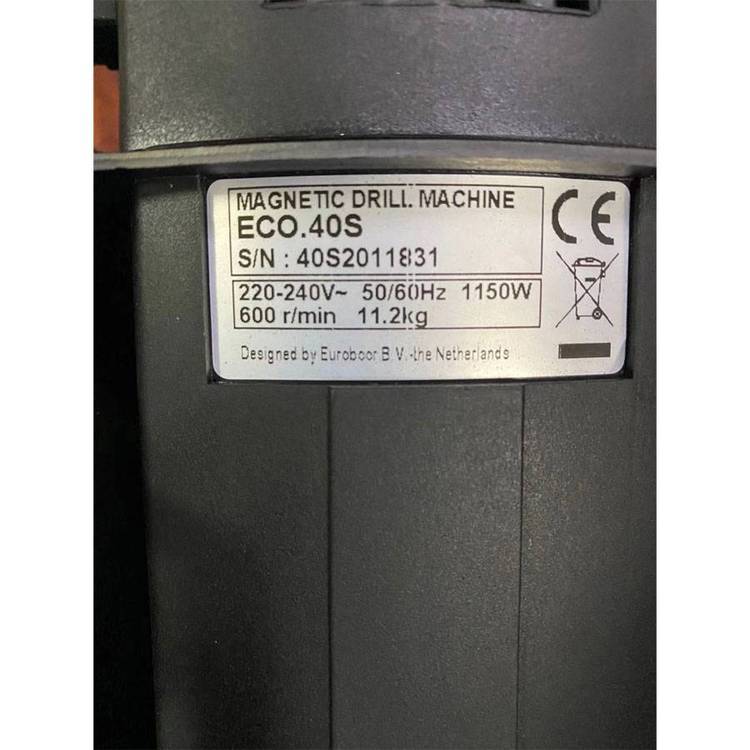 MAGNETIC DRILL MACHINE
ECO.40S
S/N : 40S2011831
CE
220-240V~ 50/60Hz 1150W
600 r/min 11.2kg
Designed by Euroboor B.V.-the Netherlands